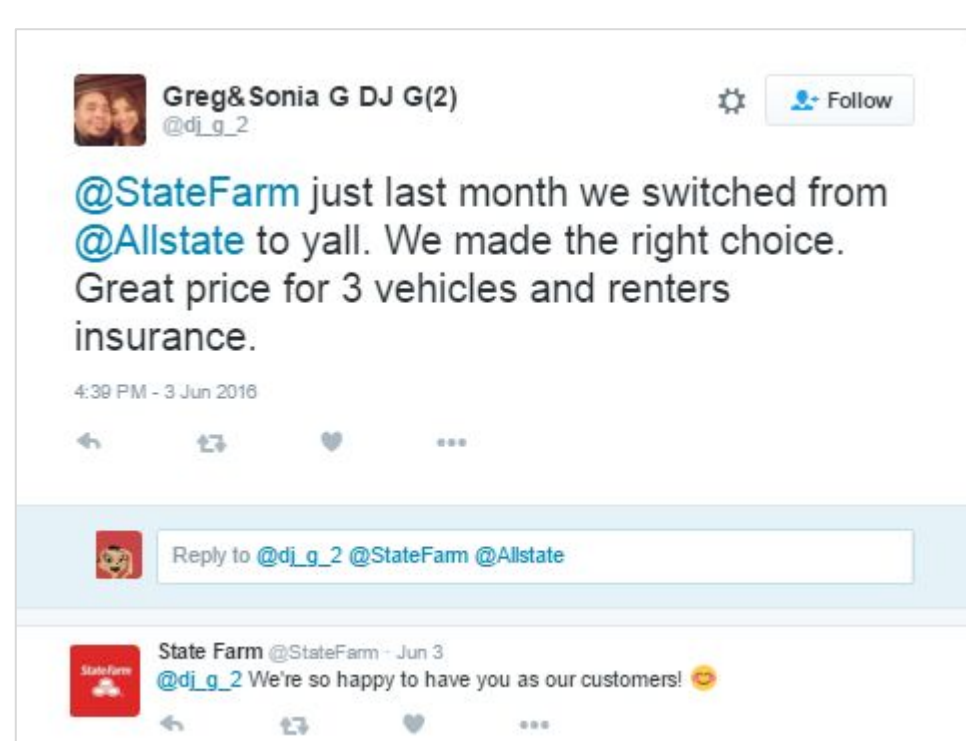 Greg&Sonia G DJ G(2)
@dj_g_2
Follow
@StateFarm just last month we switched from
@Allstate to yall. We made the right choice.
Great price for 3 vehicles and renters
insurance.
4:39 PM - 3 Jun 2016
Reply to @dj_g_2 @StateFarm @Allstate
StateFarm
State Farm @StateFarm · Jun 3
@dj_g_2 We're so happy to have you as our customers! 😊